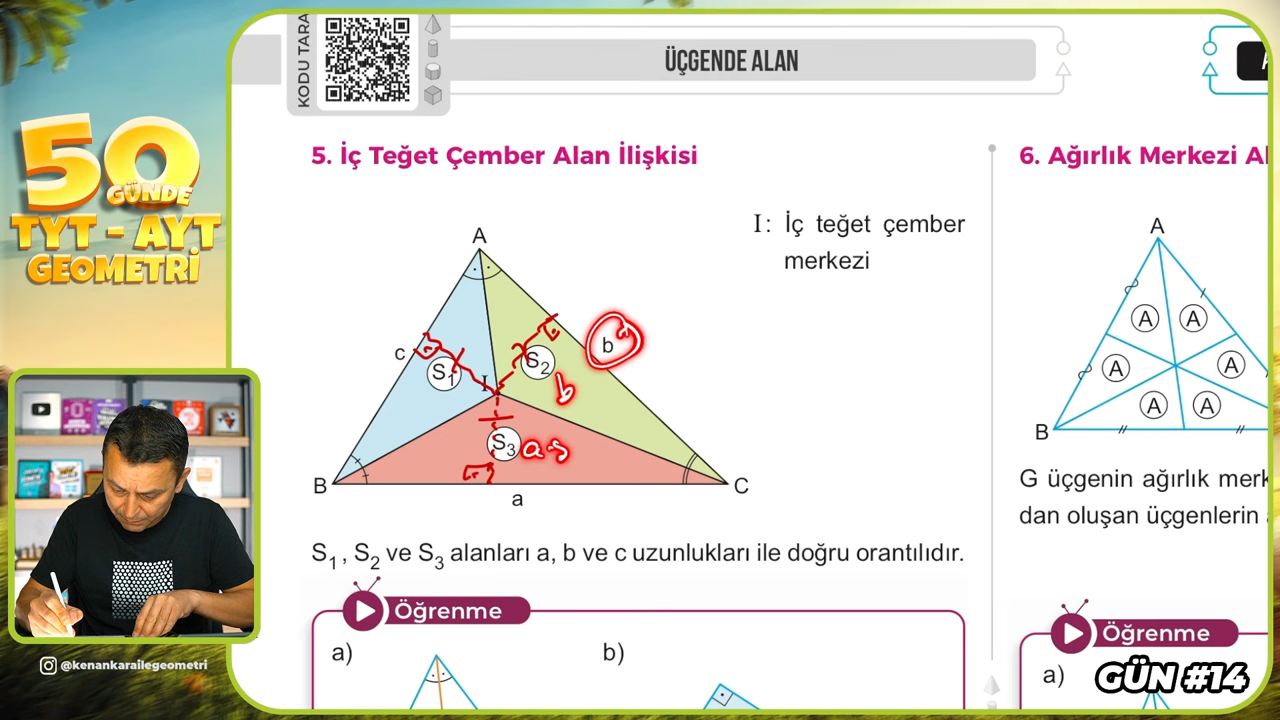 KODU TARA
ÜÇGENDE ALAN
50
GÜNDE
TYT - AYT
GEOMETRİ
5. İç Teğet Çember Alan İlişkisi
I: İç teğet çember
merkezi
A
c
b
S1
S2
b
I
S3
as
B
a
C
S1, S2 ve S3 alanları a, b ve c uzunlukları ile doğru orantılıdır.
Öğrenme
a)
b)
6. Ağırlık Merkezi
A
A
A
A
A
A
A
B
G üçgenin ağırlık
dan oluşan üçgenlerin
Öğrenme
a)
GÜN #14
@kenankarailegeometri